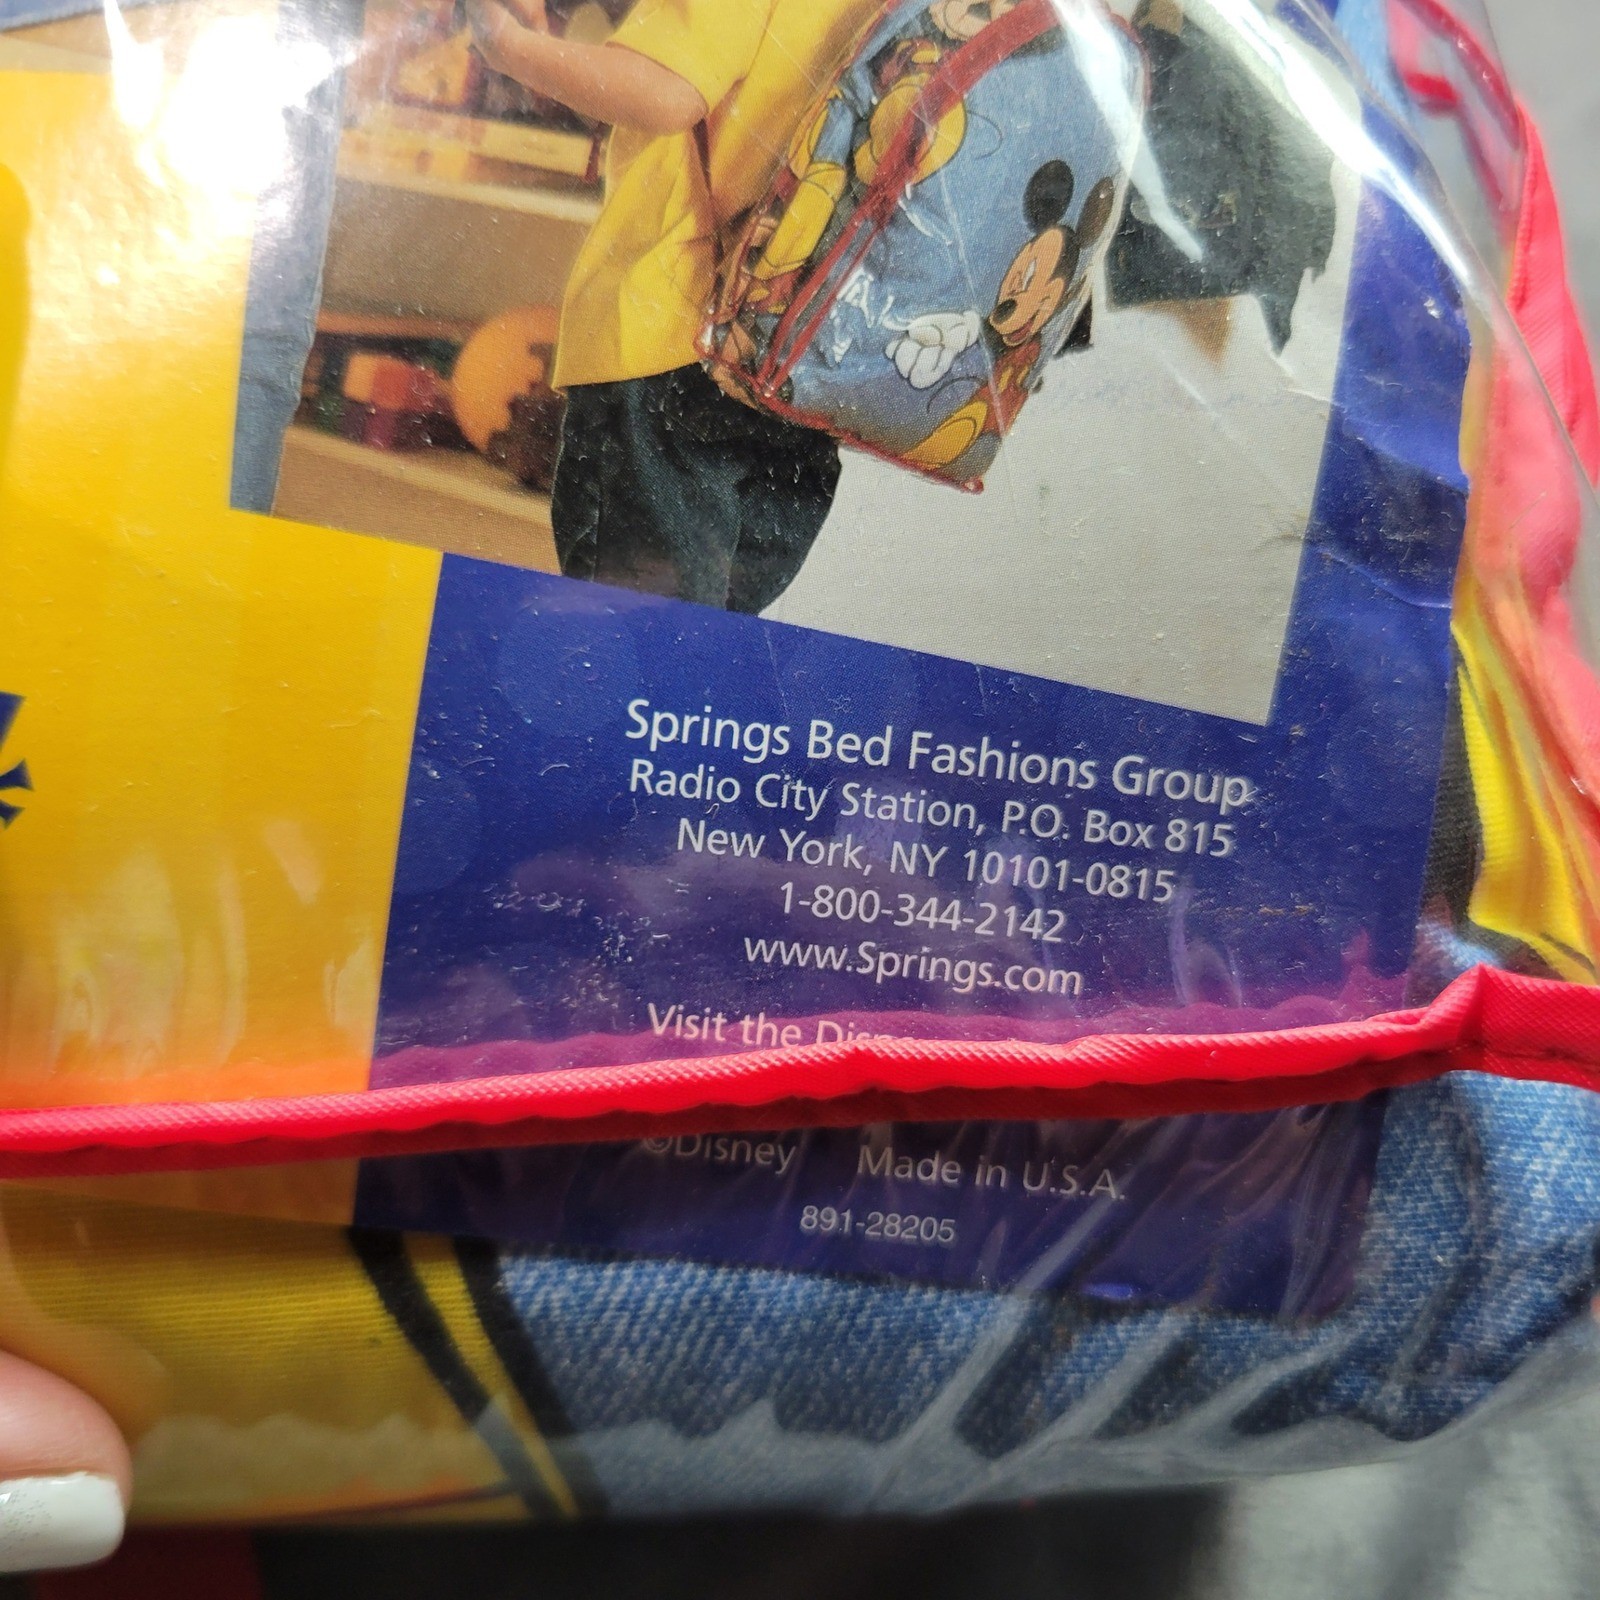 Springs Bed Fashions Group
Radio City Station, P.O. Box 815
New York, NY 10101-0815
1-800-344-2142
www.Springs.com
Visit the
©Disney Made in U.S.A.
891-28205